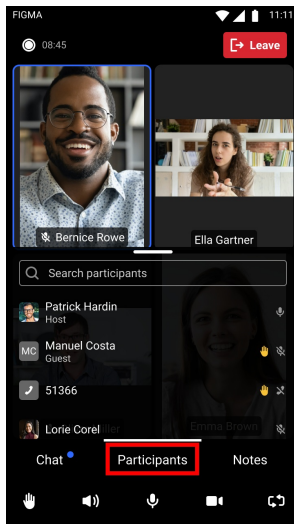 FIGMA
11:11
08:45
Leave
Bernice Rowe
Ella Gartner
Search participants
Patrick Hardin
Host
MC
Manuel Costa
Guest
51366
Lorie Corel
Emma Brown
Chat
Participants
Notes